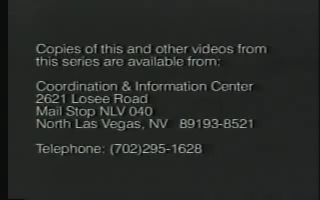 Copies of this and other videos from
this series are available from:
Coordination & Information Center
2621 Losee Road
Mail Stop NLV 040
North Las Vegas, NV 89193-8521
Telephone: (702)295-1628